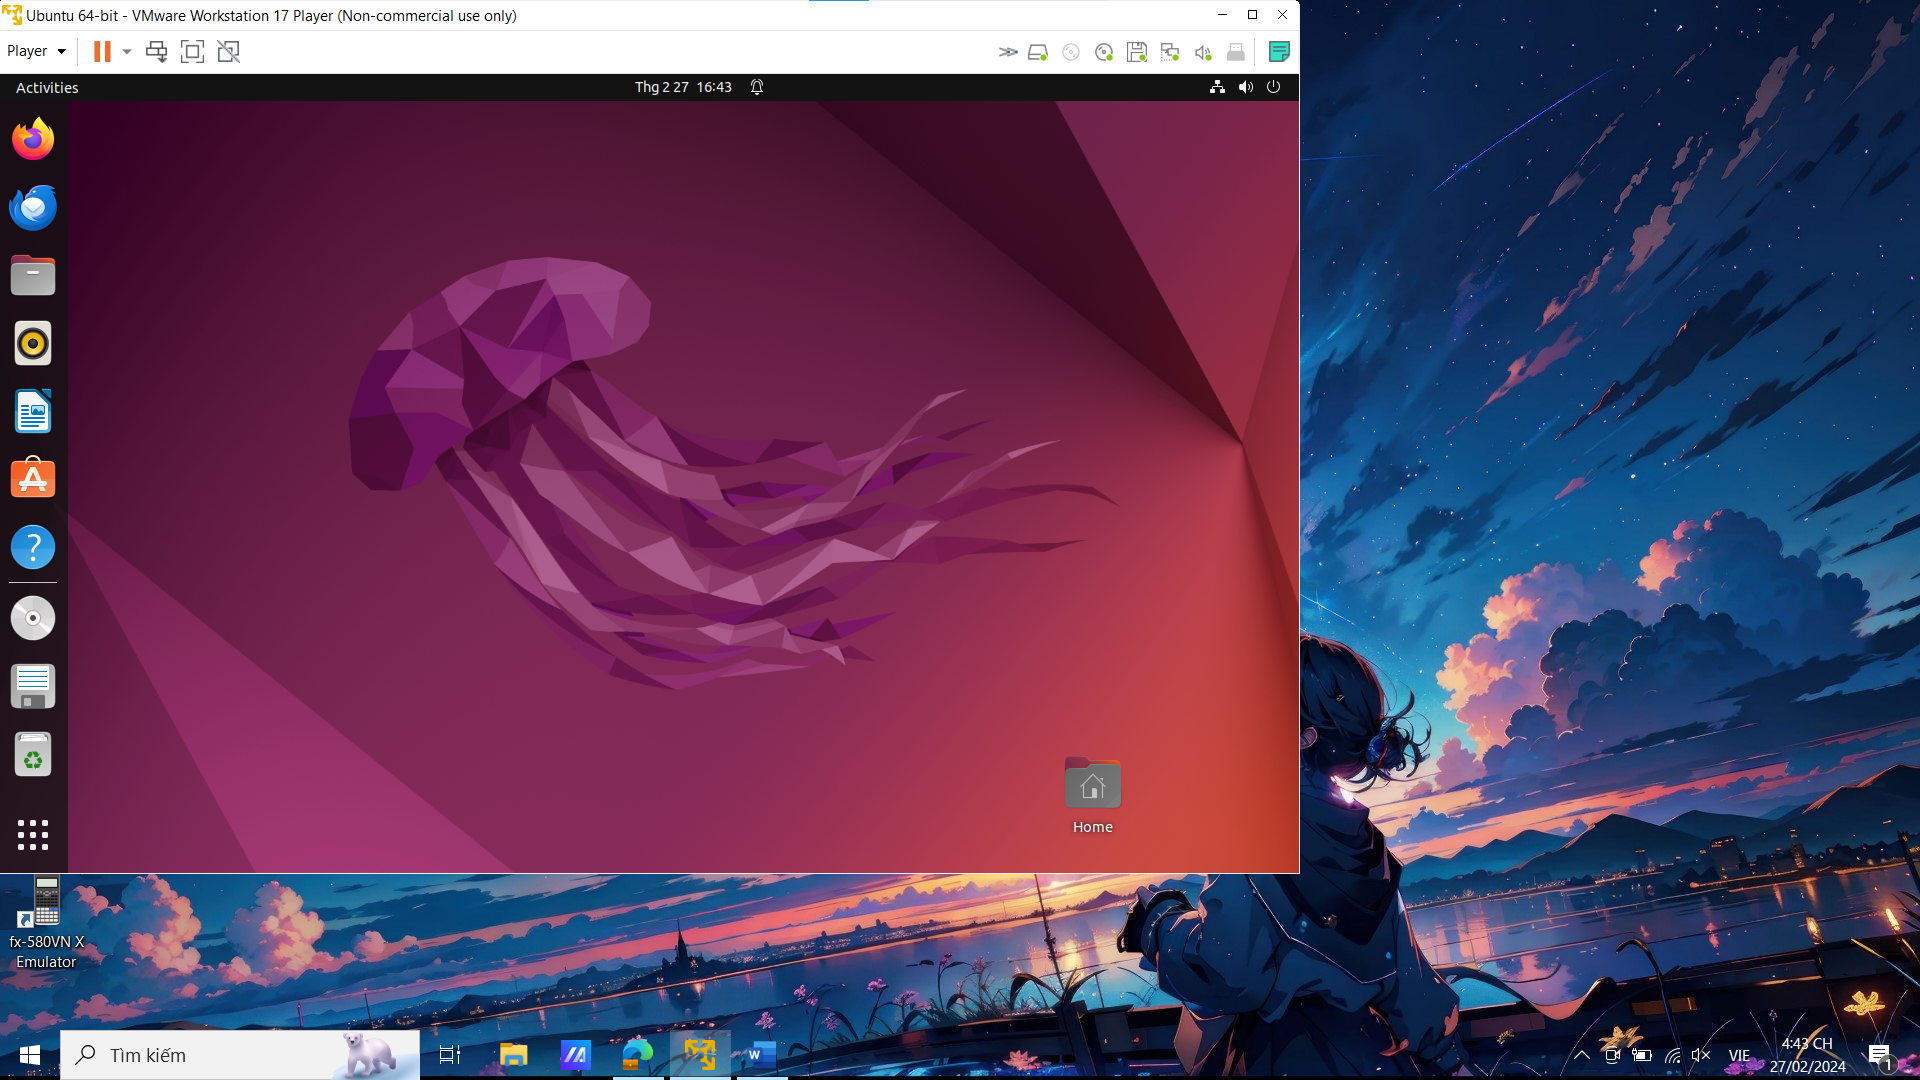 Ubuntu 64-bit - VMware Workstation 17 Player (Non-commercial use only)
Player
Activities
Thg 2 27 16:43
Home
fx-580VN X
Emulator
Tìm kiếm
VIE
4:43 CH
27/02/2024
1